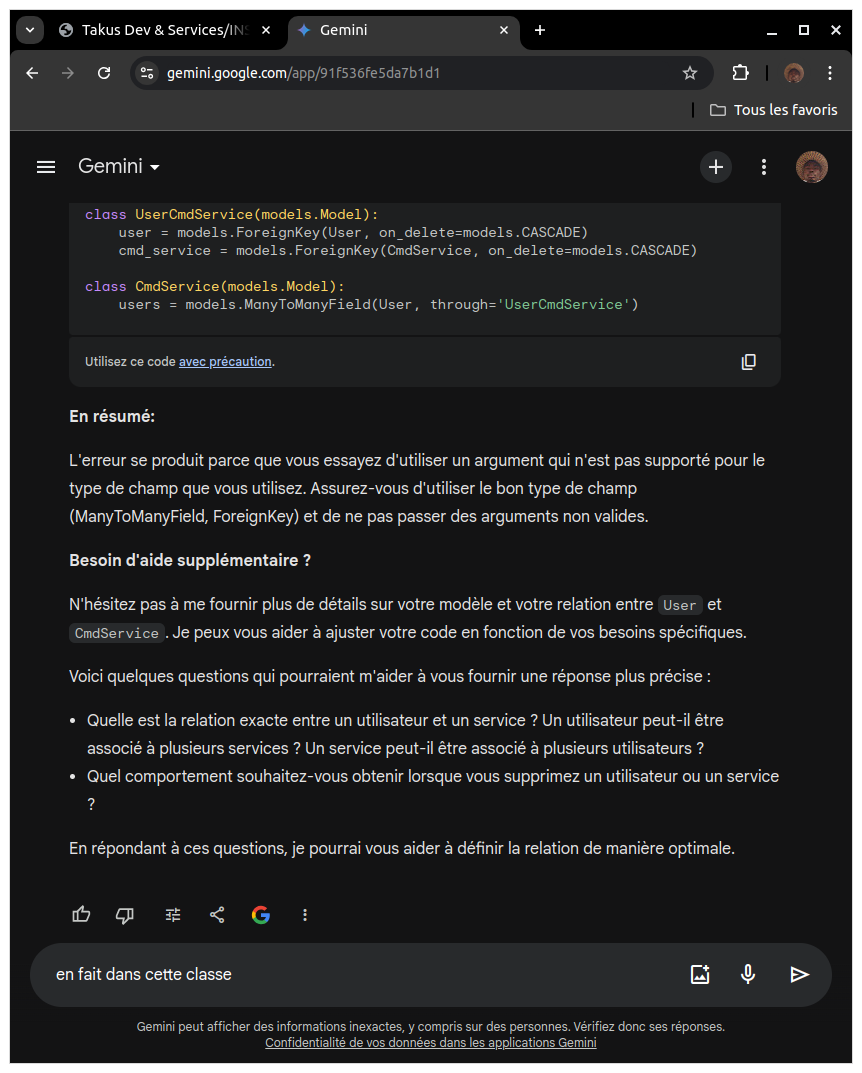 Takus Dev & Services/INS
Gemini
gemini.google.com/app/91f536fe5da7b1d1
Tous les favoris
Gemini
class UserCmdService(models.Model):
    user = models.ForeignKey(User, on_delete=models.CASCADE)
    cmd_service = models.ForeignKey(CmdService, on_delete=models.CASCADE)
class CmdService(models.Model):
    users = models.ManyToManyField(User, through='UserCmdService')
Utilisez ce code avec précaution.
En résumé:
L'erreur se produit parce que vous essayez d'utiliser un argument qui n'est pas supporté pour le
type de champ que vous utilisez. Assurez-vous d'utiliser le bon type de champ
(ManyToManyField, ForeignKey) et de ne pas passer des arguments non valides.
Besoin d'aide supplémentaire ?
N'hésitez pas à me fournir plus de détails sur votre modèle et votre relation entre User et
CmdService. Je peux vous aider à ajuster votre code en fonction de vos besoins spécifiques.
Voici quelques questions qui pourraient m'aider à vous fournir une réponse plus précise :
• Quelle est la relation exacte entre un utilisateur et un service ? Un utilisateur peut-il être
associé à plusieurs services ? Un service peut-il être associé à plusieurs utilisateurs ?
• Quel comportement souhaitez-vous obtenir lorsque vous supprimez un utilisateur ou un service
?
En répondant à ces questions, je pourrai vous aider à définir la relation de manière optimale.
en fait dans cette classe
Gemini peut afficher des informations inexactes, y compris sur des personnes. Vérifiez donc ses réponses.
Confidentialité de vos données dans les applications Gemini